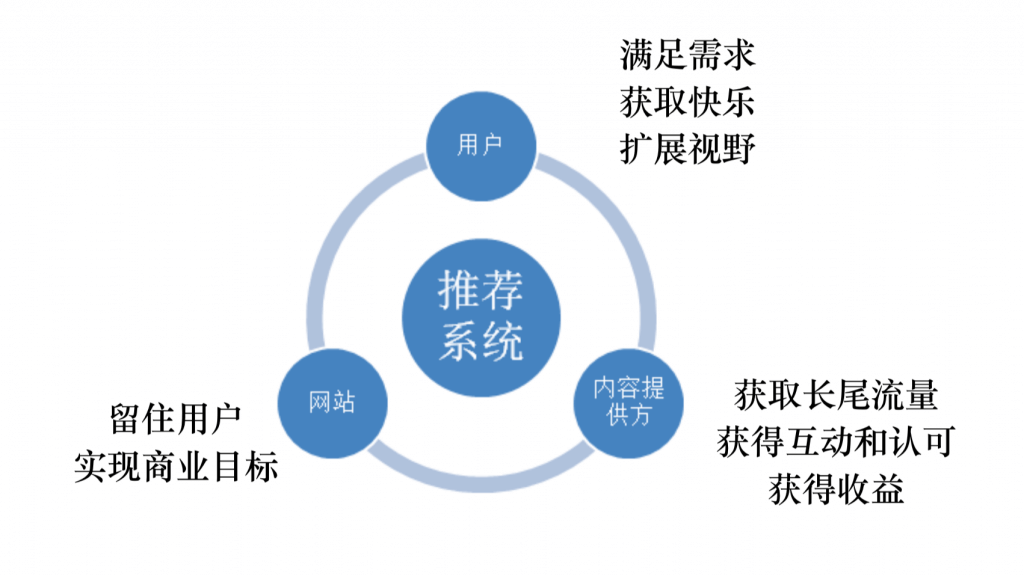 满足需求
获取快乐
扩展视野
用户
推荐
系统
网站
内容提
供方
留住用户
实现商业目标
获取长尾流量
获得互动和认可
获得收益